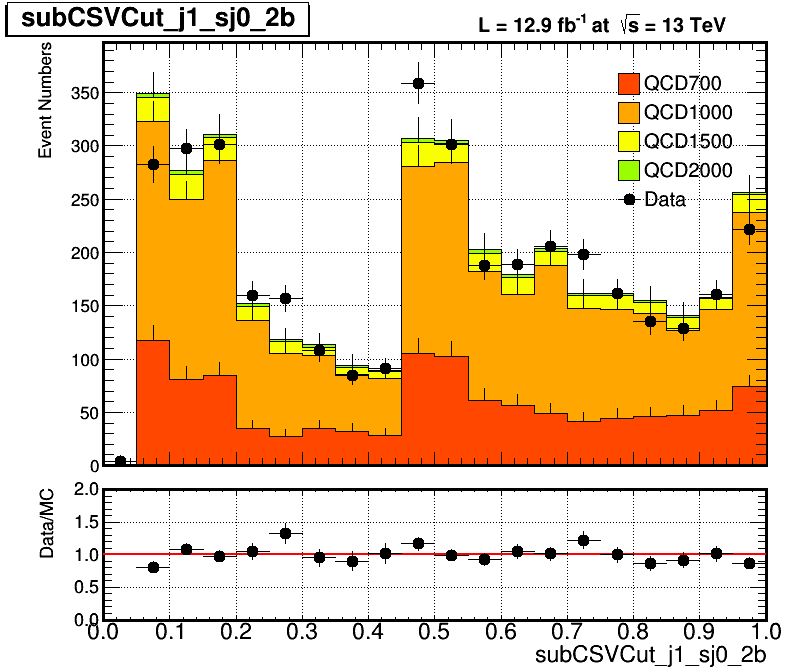 subCSVCut_j1_sj0_2b
L = 12.9 fb⁻¹ at √s = 13 TeV
Event Numbers
350
300
250
200
150
100
50
0
QCD700
QCD1000
QCD1500
QCD2000
Data
Data/MC
2.0
1.5
1.0
0.5
0.0
0.0 0.1 0.2 0.3 0.4 0.5 0.6 0.7 0.8 0.9 1.0
subCSVCut_j1_sj0_2b